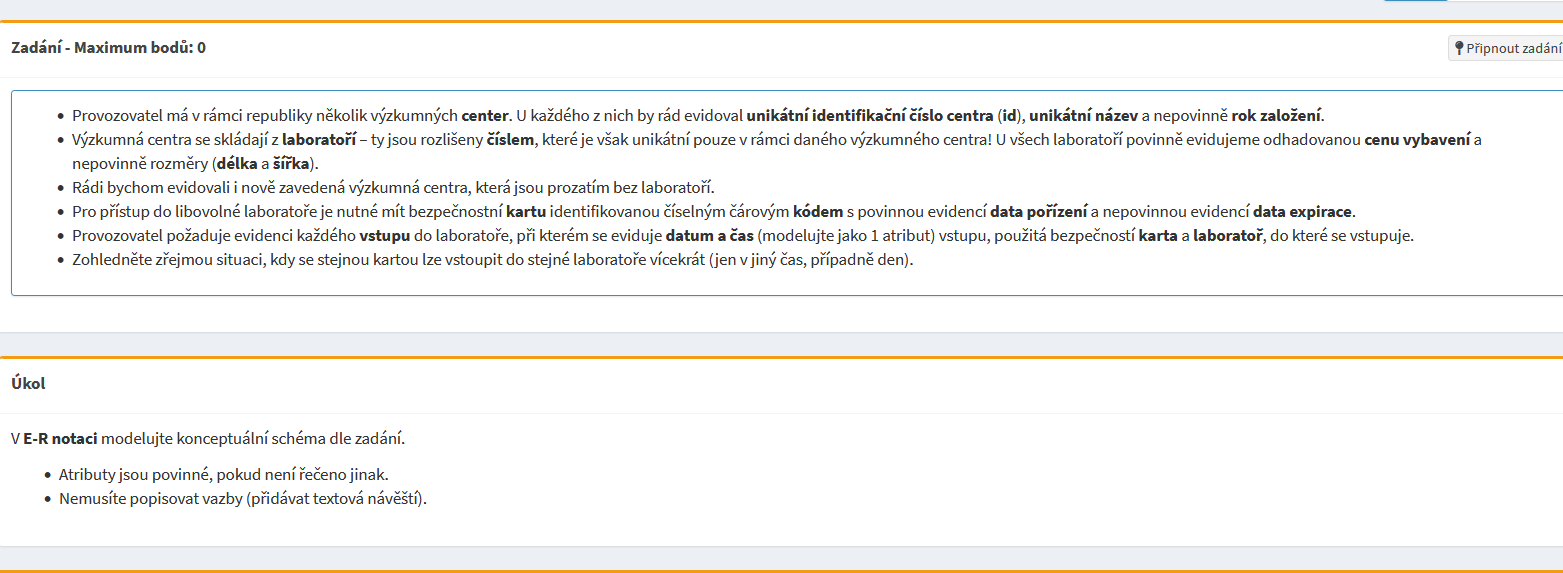 Zadání - Maximum bodů: 0
Připnout zadání
• Provozovatel má v rámci republiky několik výzkumných center. U každého z nich by rád evidoval unikátní identifikační číslo centra (id), unikátní název a nepovinně rok založení.
• Výzkumná centra se skládají z laboratoří – ty jsou rozlišeny číslem, které je však unikátní pouze v rámci daného výzkumného centra! U všech laboratoří povinně evidujeme odhadovanou cenu vybavení a
nepovinně rozměry (délka a šířka).
• Rádi bychom evidovali i nově zavedená výzkumná centra, která jsou prozatím bez laboratoří.
• Pro přístup do libovolné laboratoře je nutné mít bezpečnostní kartu identifikovanou číselným čárovým kódem s povinnou evidencí data pořízení a nepovinnou evidencí data expirace.
• Provozovatel požaduje evidenci každého vstupu do laboratoře, při kterém se eviduje datum a čas (modelujte jako 1 atribut) vstupu, použitá bezpečností karta a laboratoř, do které se vstupuje.
• Zohledněte zřejmou situaci, kdy se stejnou kartou lze vstoupit do stejné laboratoře vícekrát (jen v jiný čas, případně den).
Úkol
V E-R notaci modelujte konceptuální schéma dle zadání.
• Atributy jsou povinné, pokud není řečeno jinak.
• Nemusíte popisovat vazby (přidávat textová návěští).